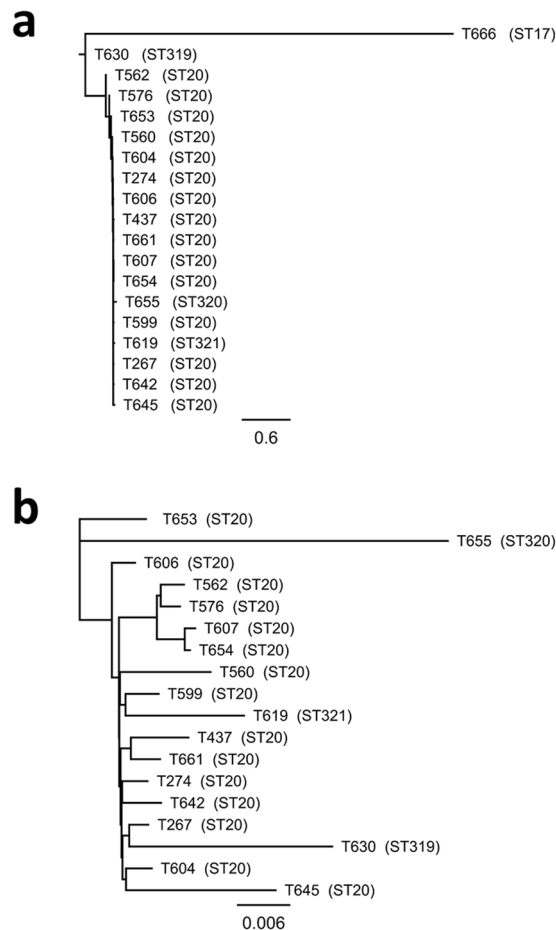 a
T666 (ST17)
T630 (ST319)
T562 (ST20)
T576 (ST20)
T653 (ST20)
T560 (ST20)
T604 (ST20)
T274 (ST20)
T606 (ST20)
T437 (ST20)
T661 (ST20)
T607 (ST20)
T654 (ST20)
T655 (ST320)
T599 (ST20)
T619 (ST321)
T267 (ST20)
T642 (ST20)
T645 (ST20)
0.6
b
T653 (ST20)
T655 (ST320)
T606 (ST20)
T562 (ST20)
T576 (ST20)
T607 (ST20)
T654 (ST20)
T560 (ST20)
T599 (ST20)
T619 (ST321)
T437 (ST20)
T661 (ST20)
T274 (ST20)
T642 (ST20)
T267 (ST20)
T630 (ST319)
T604 (ST20)
T645 (ST20)
0.006